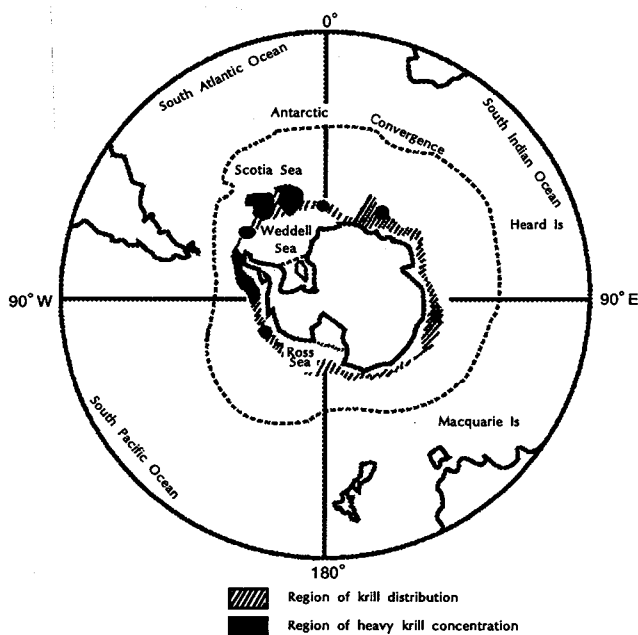 0°
South Atlantic Ocean
Antarctic
Convergence
South Indian Ocean
Scotia Sea
Weddell
Sea
Heard Is
90° W
90° E
Ross
Sea
South Pacific Ocean
Macquarie Is
180°
Region of krill distribution
Region of heavy krill concentration